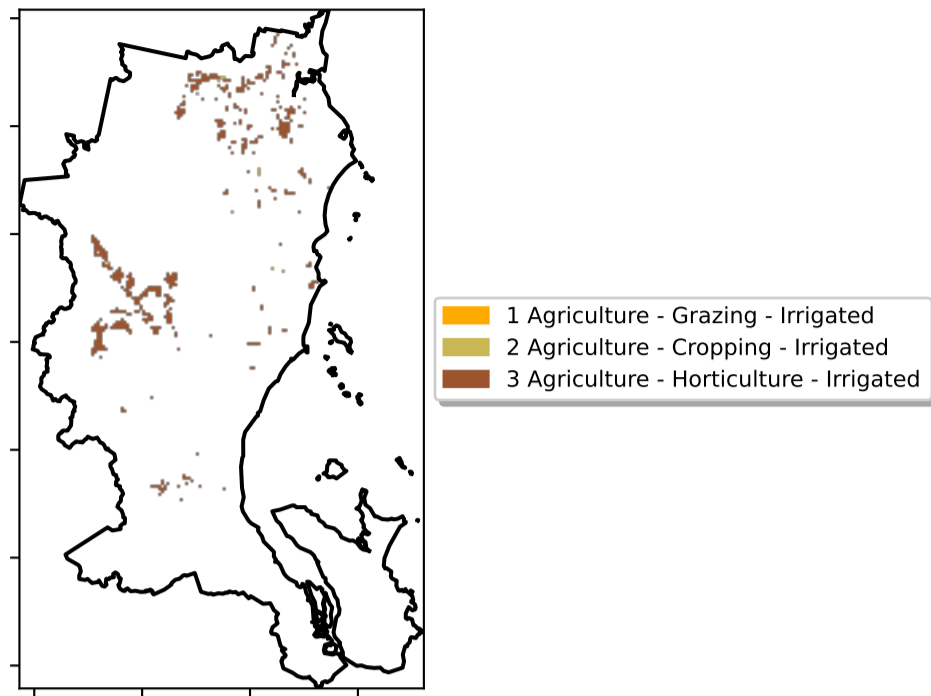 1 Agriculture - Grazing - Irrigated
2 Agriculture - Cropping - Irrigated
3 Agriculture - Horticulture - Irrigated